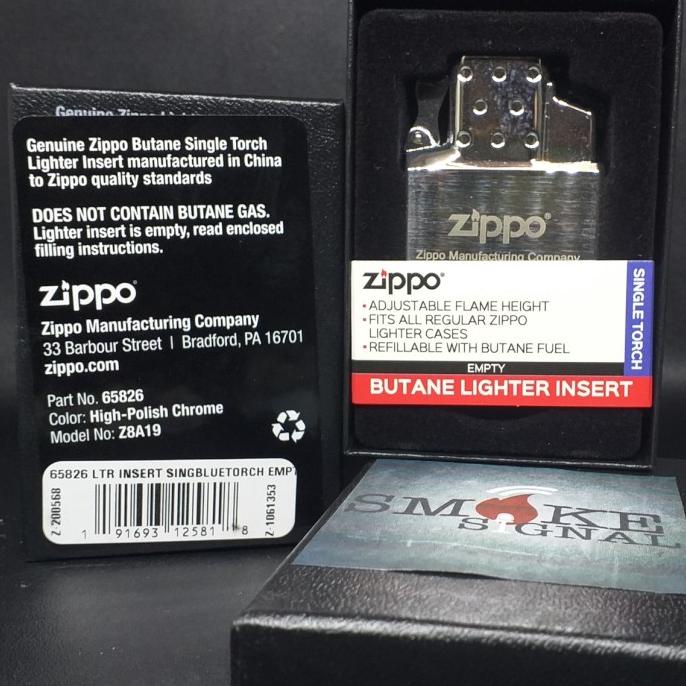 Genuine Zippo Butane Single Torch
Lighter Insert manufactured in China
to Zippo quality standards
DOES NOT CONTAIN BUTANE GAS.
Lighter insert is empty, read enclosed
filling instructions.
zippo
Zippo Manufacturing Company
33 Barbour Street | Bradford, PA 16701
zippo.com
Part No. 65826
Color: High-Polish Chrome
Model No: Z8A19
65826 LTR INSERT SINGBLUETORCH EMP
Z-200568
Z-1061353
1 91693 12581 8
zippo
Zippo Manufacturing Company
zippo
• ADJUSTABLE FLAME HEIGHT
• FITS ALL REGULAR ZIPPO
LIGHTER CASES
• REFILLABLE WITH BUTANE FUEL
SINGLE TORCH
EMPTY
BUTANE LIGHTER INSERT
SMOKE
SIGNAL